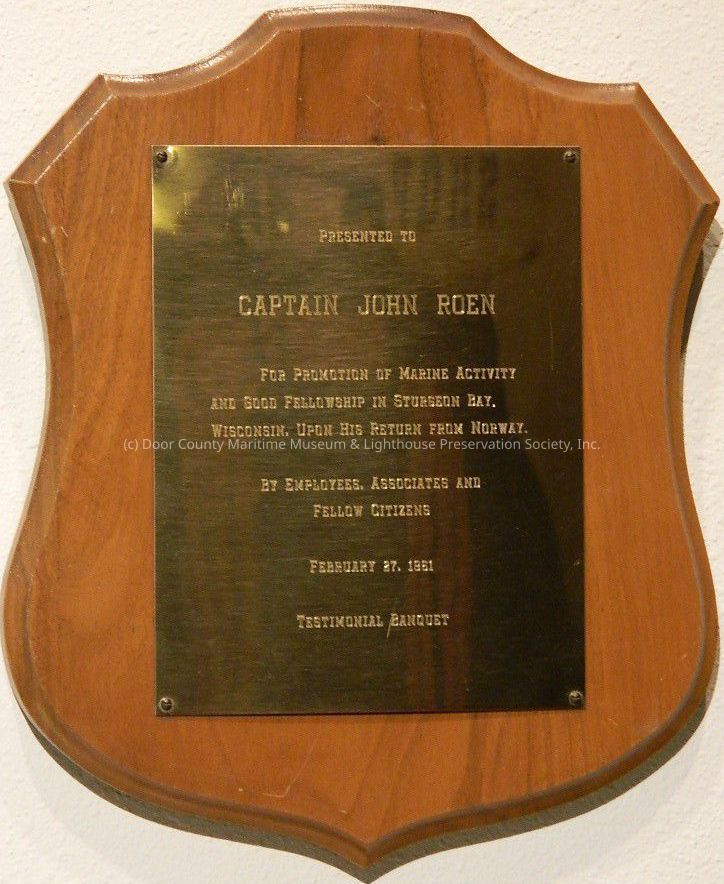 PRESENTED TO
CAPTAIN JOHN ROEN
FOR PROMOTION OF MARINE ACTIVITY
AND GOOD FELLOWSHIP IN STURGEON BAY,
WISCONSIN, UPON HIS RETURN FROM NORWAY.
(c) Door County Maritime Museum & Lighthouse Preservation Society, Inc.
BY EMPLOYEES, ASSOCIATES AND
FELLOW CITIZENS
FEBRUARY 27, 1961
TESTIMONIAL BANQUET